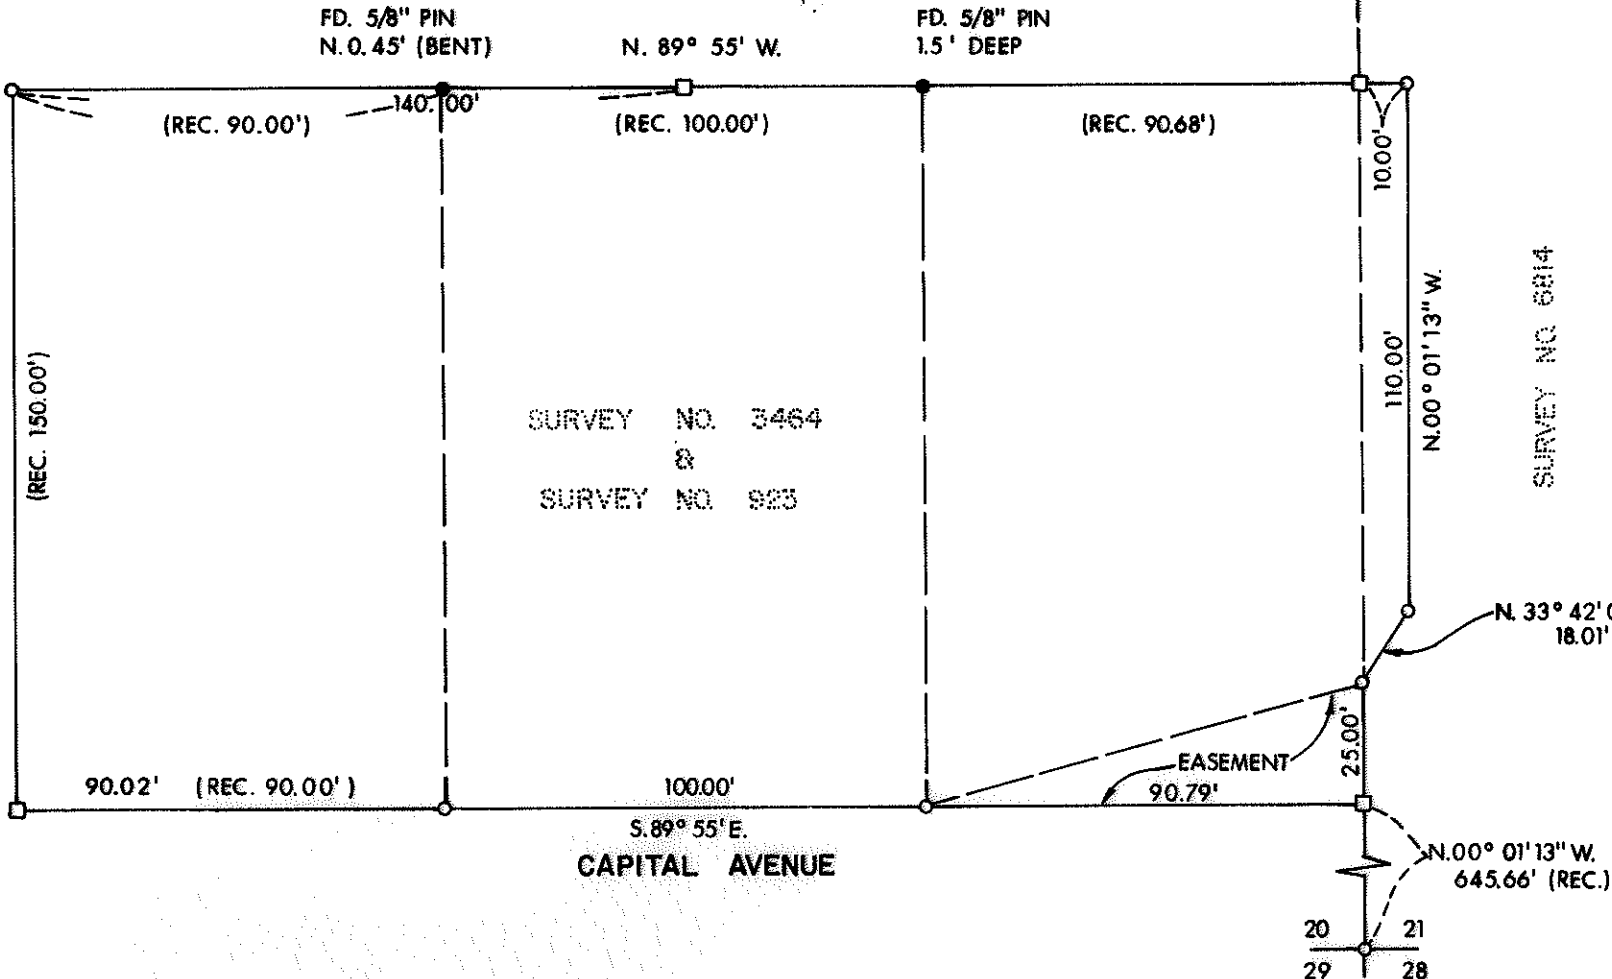 FD. 5/8" PIN
N. 0.45' (BENT)
N. 89° 55' W.
FD. 5/8" PIN
1.5' DEEP
140.00'
(REC. 90.00')
(REC. 100.00')
(REC. 90.68')
10.00'
(REC. 150.00')
110.00'
N.00° 01' 13" W.
SURVEY NO. 6814
SURVEY NO. 3464
&
SURVEY NO. 923
N. 33° 42'
18.01'
EASEMENT
25.00'
90.02' (REC. 90.00')
100.00'
90.79'
S.89° 55' E.
CAPITAL AVENUE
N.00° 01' 13" W.
645.66' (REC.)
20 21
29 28